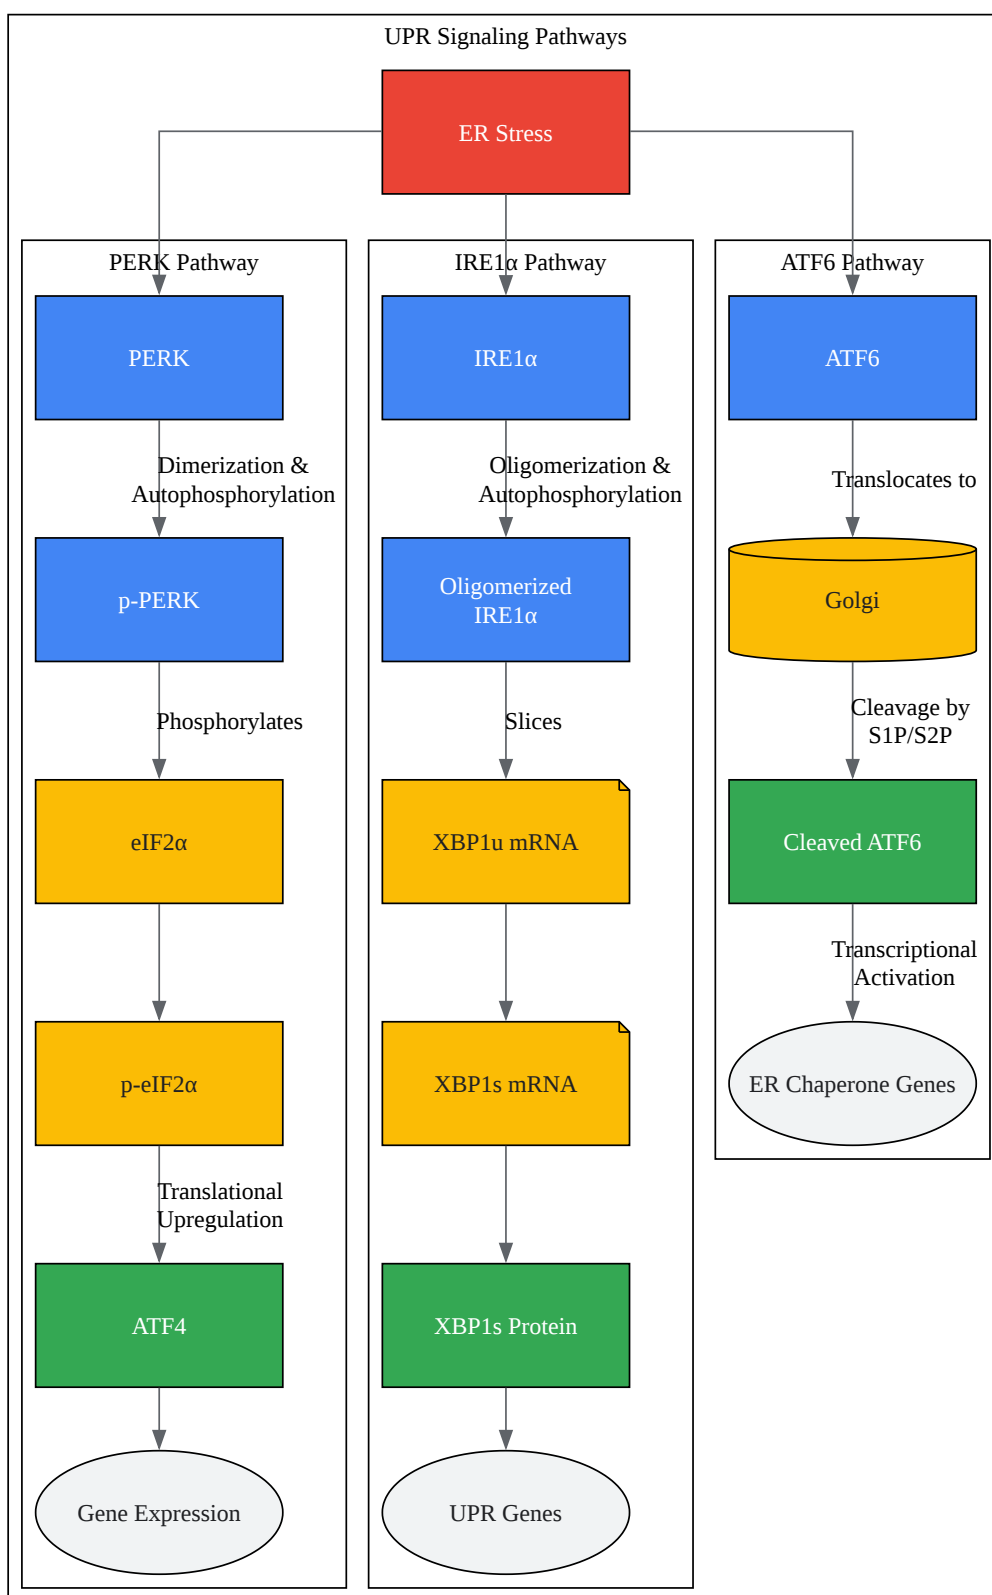 UPR Signaling Pathways
ER Stress
PERK Pathway
PERK
Dimerization &
Autophosphorylation
p-PERK
Phosphorylates
eIF2α
p-eIF2α
Translational
Upregulation
ATF4
Gene Expression
IRE1α Pathway
IRE1α
Oligomerization &
Autophosphorylation
Oligomerized
IRE1α
Slices
XBP1u mRNA
XBP1s mRNA
XBP1s Protein
UPR Genes
ATF6 Pathway
ATF6
Translocates to
Golgi
Cleavage by
S1P/S2P
Cleaved ATF6
Transcriptional
Activation
ER Chaperone Genes